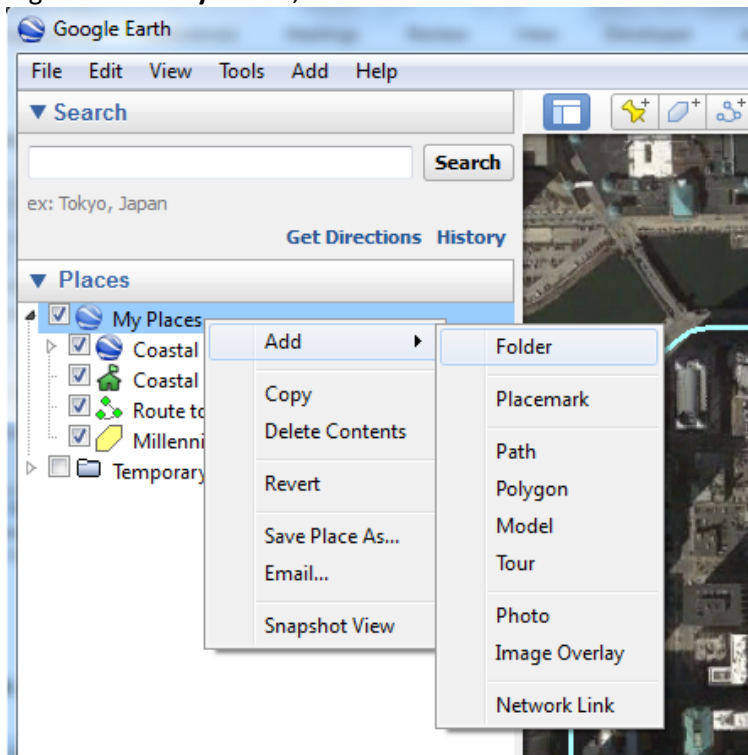 Google Earth
File Edit View Tools Add Help
Search
Search
ex: Tokyo, Japan
Get Directions History
Places
My Places
Coastal
Coastal
Route to
Millenni
Temporary
Add
Copy
Delete Contents
Revert
Save Place As...
Email...
Snapshot View
Folder
Placemark
Path
Polygon
Model
Tour
Photo
Image Overlay
Network Link